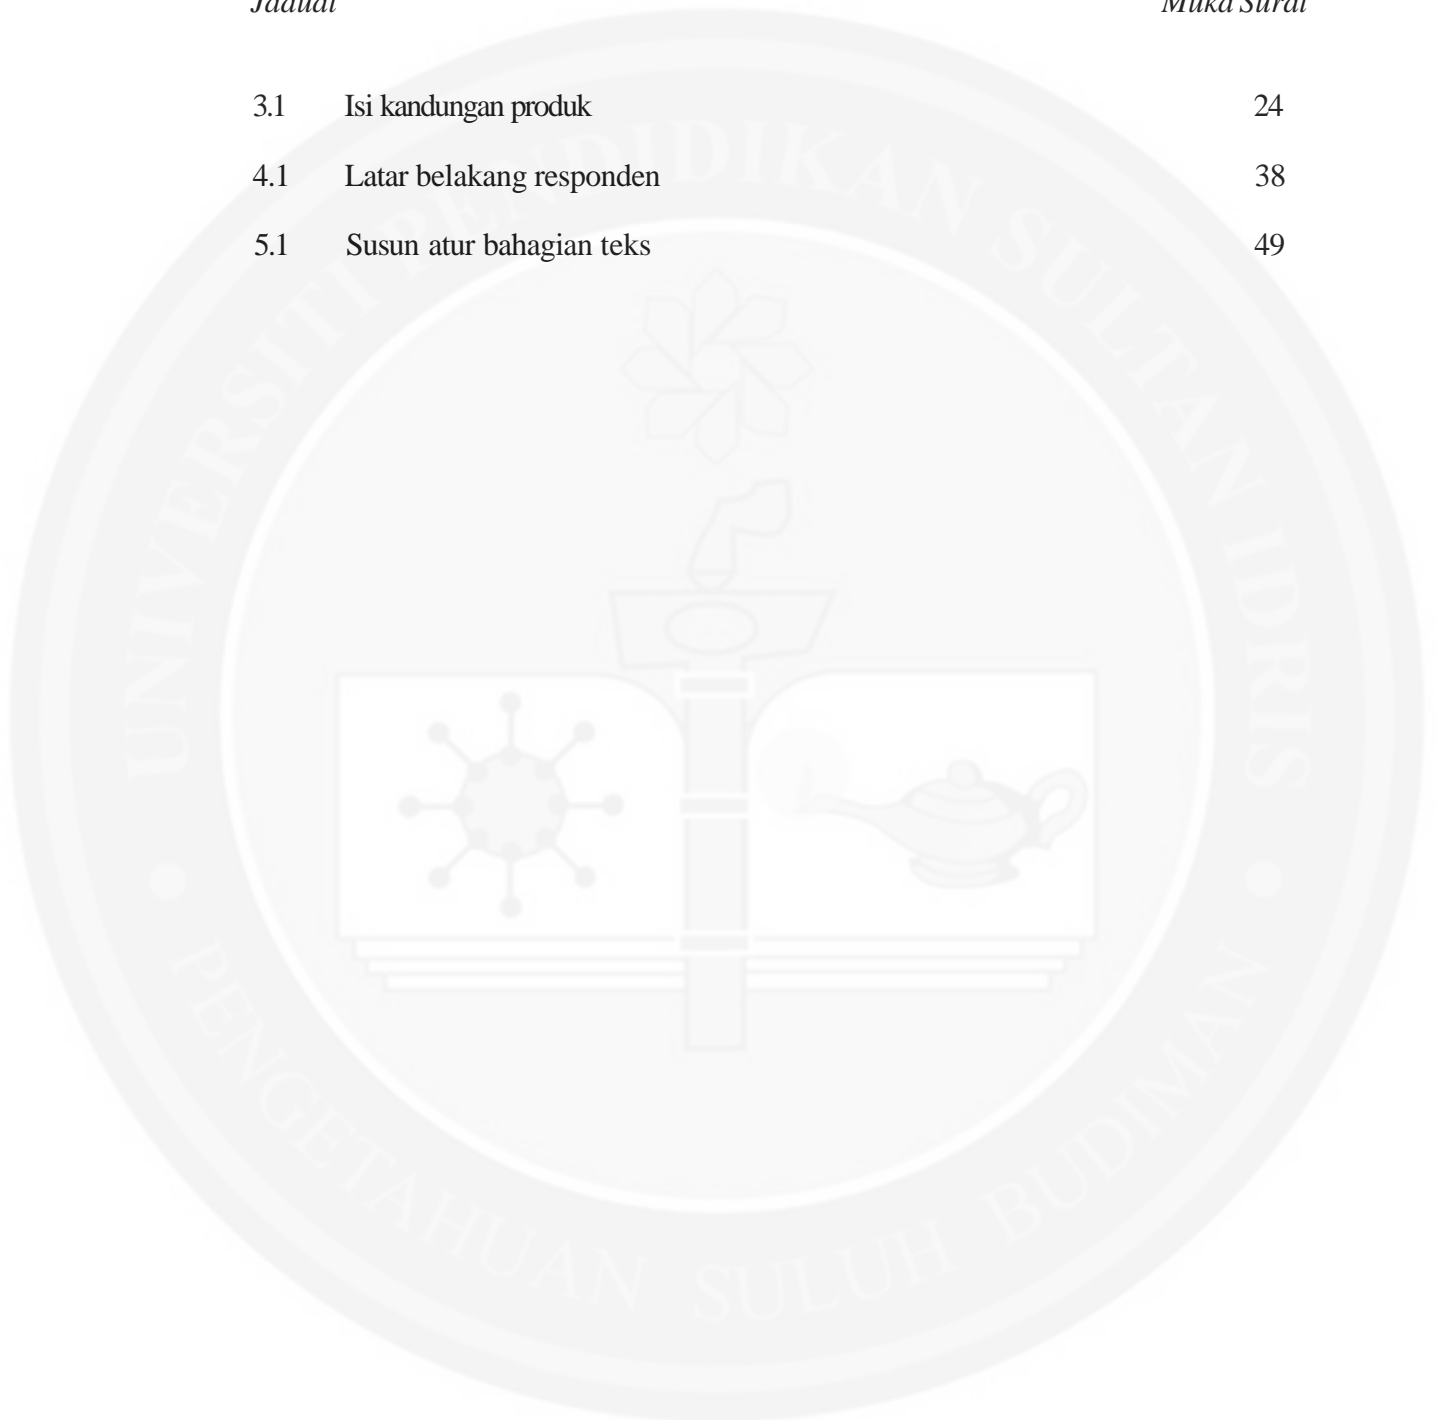 Jadual Muka Surat
3.1 Isi kandungan produk 24
4.1 Latar belakang responden 38
5.1 Susun atur bahagian teks 49
UNIVERSITI PENDIDIKAN SULTAN IDRIS
PENGETAHUAN SULUH BUDIMAN